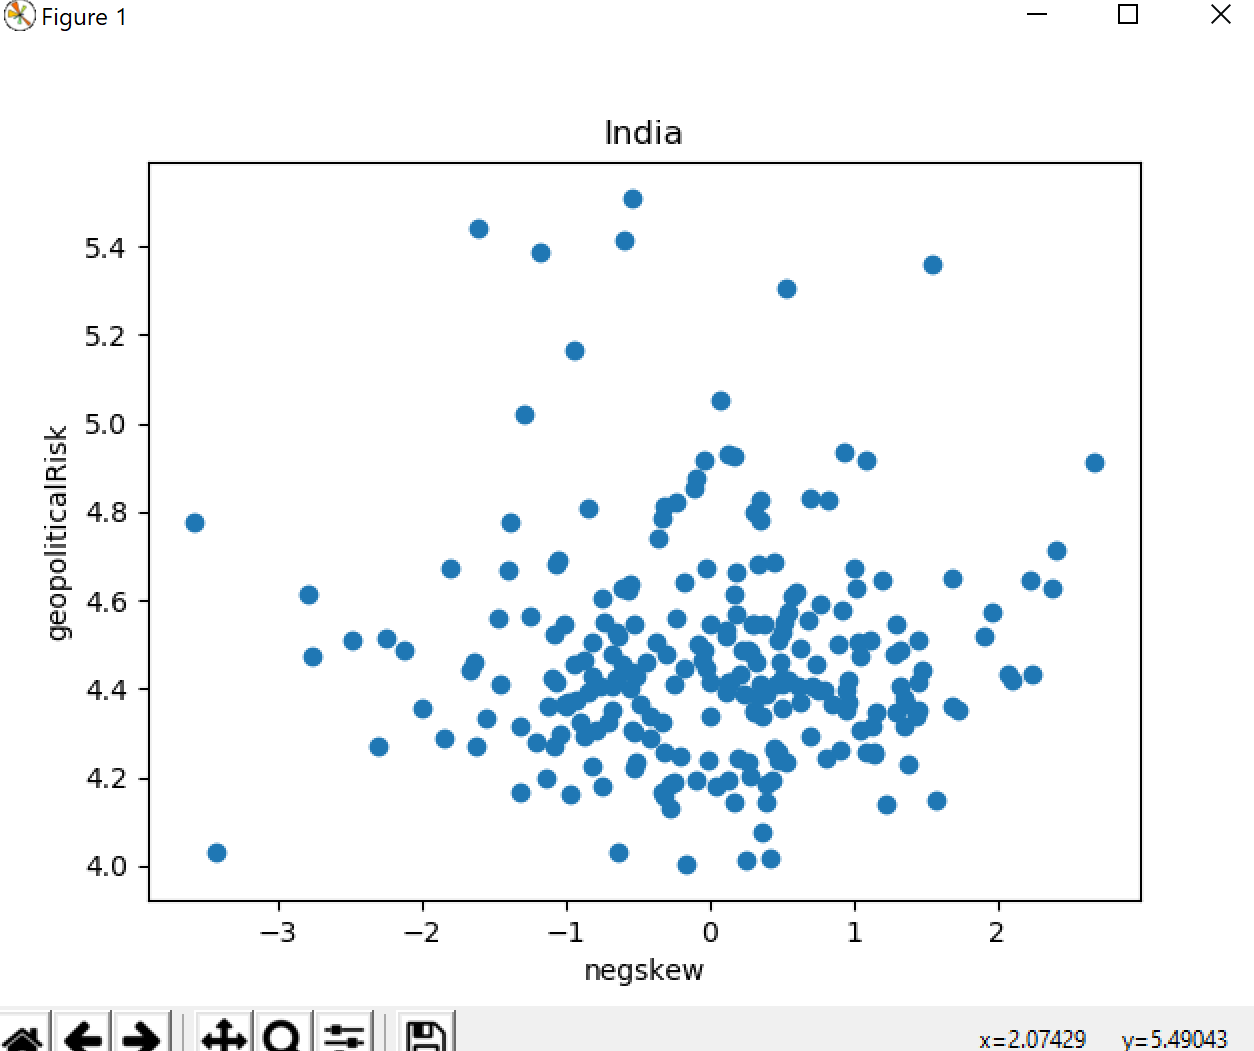 Figure 1
India
5.4
5.2
5.0
4.8
4.6
4.4
4.2
4.0
geopoliticalRisk
−3 −2 −1 0 1 2
negskew
x=2.07429 y=5.49043